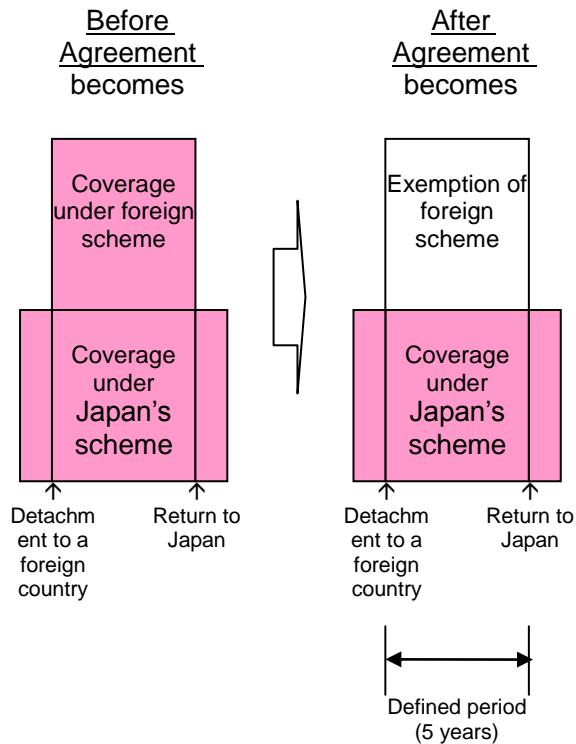 Before
Agreement
becomes
After
Agreement
becomes
Coverage
under foreign
scheme
Exemption of
foreign
scheme
Coverage
under
Japan's
scheme
Coverage
under
Japan's
scheme
Detachm
ent to a
foreign
country
Return to
Japan
Detachm
ent to a
foreign
country
Return to
Japan
Defined period
(5 years)